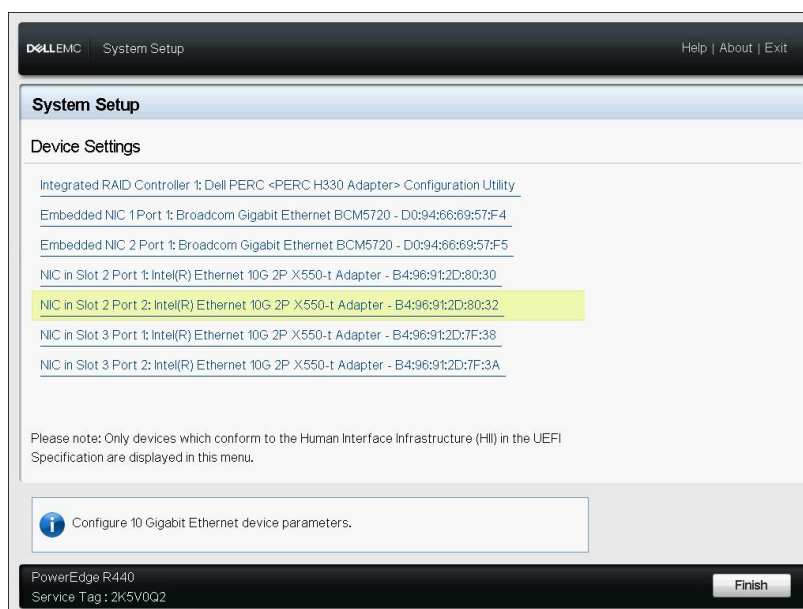 DELLEMC System Setup Help | About | Exit
System Setup
Device Settings
Integrated RAID Controller 1: Dell PERC <PERC H330 Adapter> Configuration Utility
Embedded NIC 1 Port 1: Broadcom Gigabit Ethernet BCM5720 - D0:94:66:69:57:F4
Embedded NIC 2 Port 1: Broadcom Gigabit Ethernet BCM5720 - D0:94:66:69:57:F5
NIC in Slot 2 Port 1: Intel(R) Ethernet 10G 2P X550-t Adapter - B4:96:91:2D:80:30
NIC in Slot 2 Port 2: Intel(R) Ethernet 10G 2P X550-t Adapter - B4:96:91:2D:80:32
NIC in Slot 3 Port 1: Intel(R) Ethernet 10G 2P X550-t Adapter - B4:96:91:2D:7F:38
NIC in Slot 3 Port 2: Intel(R) Ethernet 10G 2P X550-t Adapter - B4:96:91:2D:7F:3A
Please note: Only devices which conform to the Human Interface Infrastructure (HII) in the UEFI
Specification are displayed in this menu.
Configure 10 Gigabit Ethernet device parameters.
PowerEdge R440
Service Tag : 2K5V0Q2
Finish